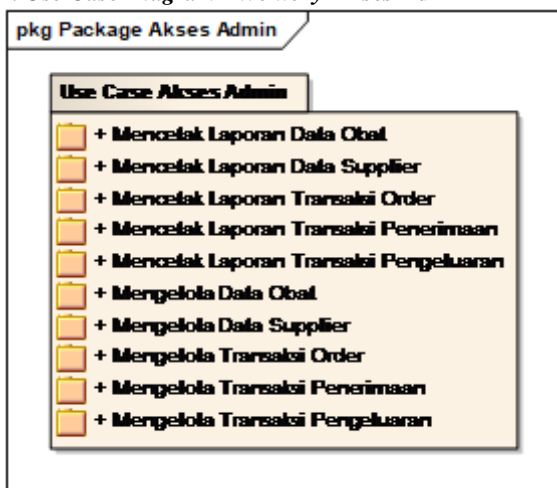 pkg Package Akses Admin
Use Case Akses Admin
+ Mencetak Laporan Data Obat
+ Mencetak Laporan Data Supplier
+ Mencetak Laporan Transaksi Order
+ Mencetak Laporan Transaksi Penerimaan
+ Mencetak Laporan Transaksi Pengeluaran
+ Mengelola Data Obat
+ Mengelola Data Supplier
+ Mengelola Transaksi Order
+ Mengelola Transaksi Penerimaan
+ Mengelola Transaksi Pengeluaran